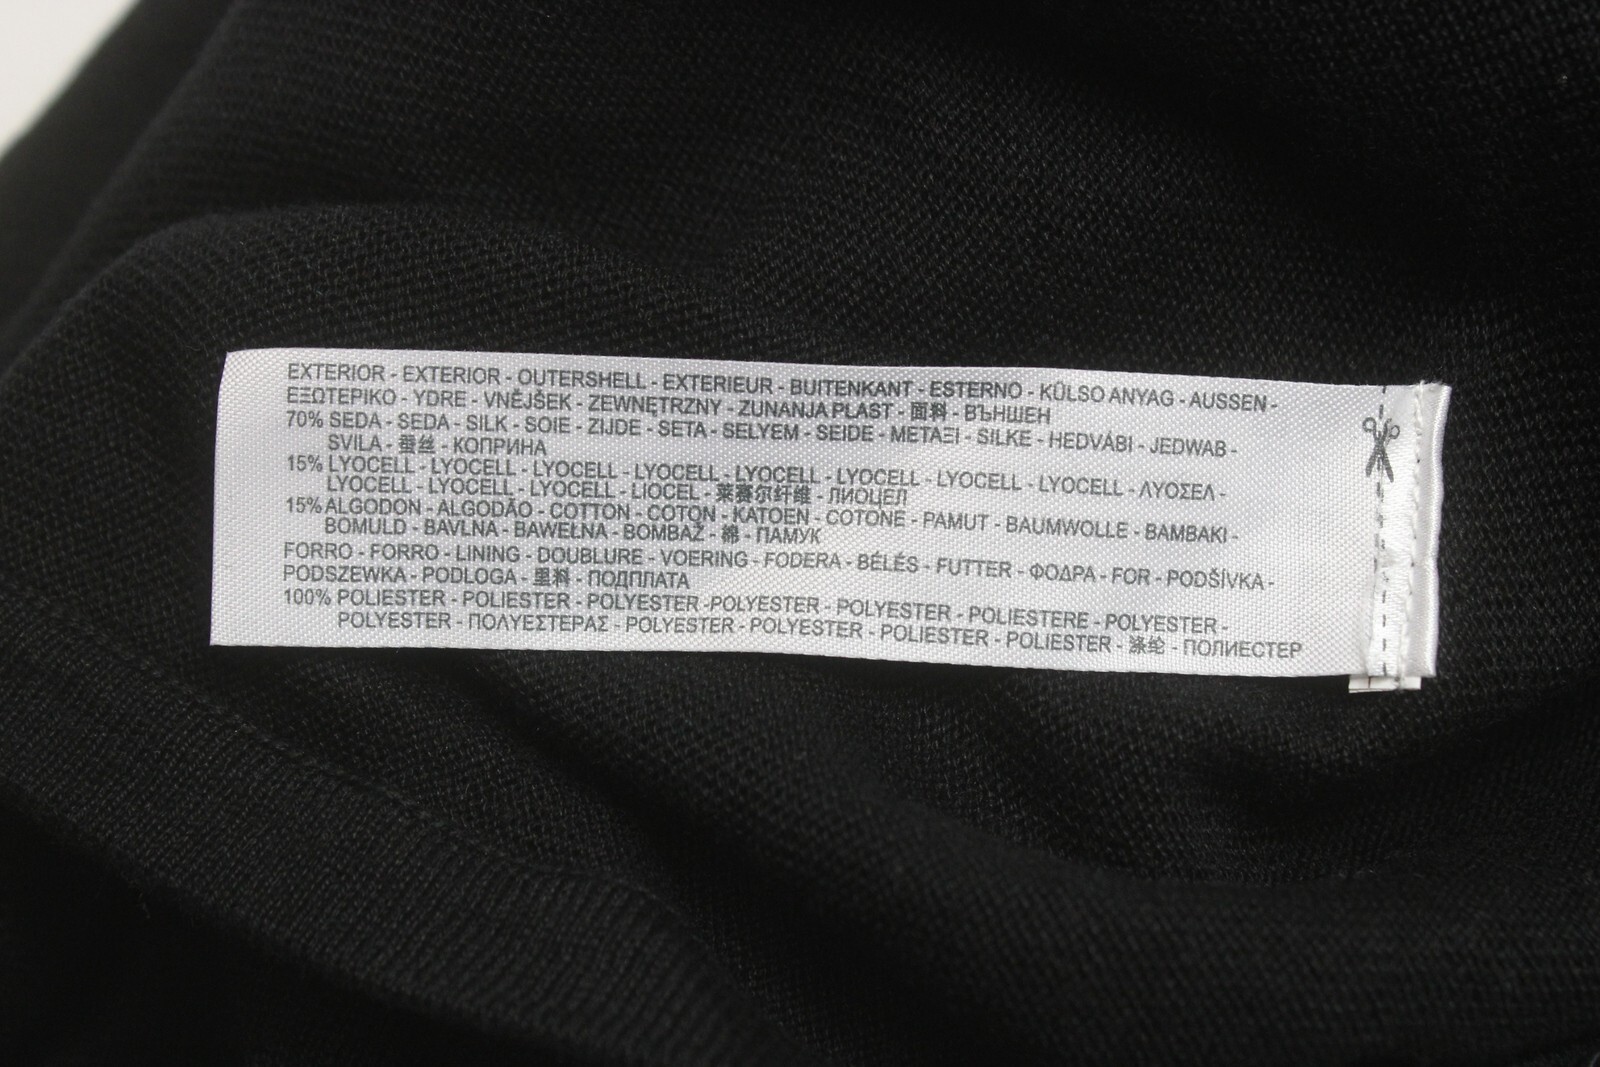 EXTERIOR - EXTERIOR - OUTERSHELL - EXTERIEUR - BUITENKANT - ESTERNO - KÜLSO ANYAG - AUSSEN -
ΕΞΩΤΕΡΙΚΟ - YDRE - VNĚJŠEK - ZEWNĘTRZNY - ZUNANJA PLAST - 面料 - ВЪНШЕН
70% SEDA - SEDA - SILK - SOIE - ZIJDE - SETA - SELYEM - SEIDE - ΜΕΤΑΞΙ - SILKE - HEDVÁBI - JEDWAB -
SVILA - 蚕丝 - КОПРИНА
15% LYOCELL - LYOCELL - LYOCELL - LYOCELL - LYOCELL - LYOCELL - LYOCELL - LYOCELL - ΛΥΟΣΕΛ -
LYOCELL - LYOCELL - LYOCELL - LIOCEL - 莱赛尔纤维 - ЛИОЦЕЛ
15% ALGODON - ALGODÃO - COTTON - COTON - KATOEN - COTONE - PAMUT - BAUMWOLLE - BAMBAKI -
BOMULD - BAVLNA - BAWEŁNA - BOMBAŽ - 棉 - ПАМУК
FORRO - FORRO - LINING - DOUBLURE - VOERING - FODERA - BÉLÉS - FUTTER - ΦΟΔΡΑ - FOR - PODŠÍVKA -
PODSZEWKA - PODLOGA - 里料 - ПОДПЛАТА
100% POLIESTER - POLIESTER - POLYESTER -POLYESTER - POLYESTER - POLIESTERE - POLYESTER -
POLYESTER - ΠΟΛΥΕΣΤΕΡΑΣ - POLYESTER - POLYESTER - POLIESTER - POLIESTER - 涤纶 - ПОЛИЕСТЕР